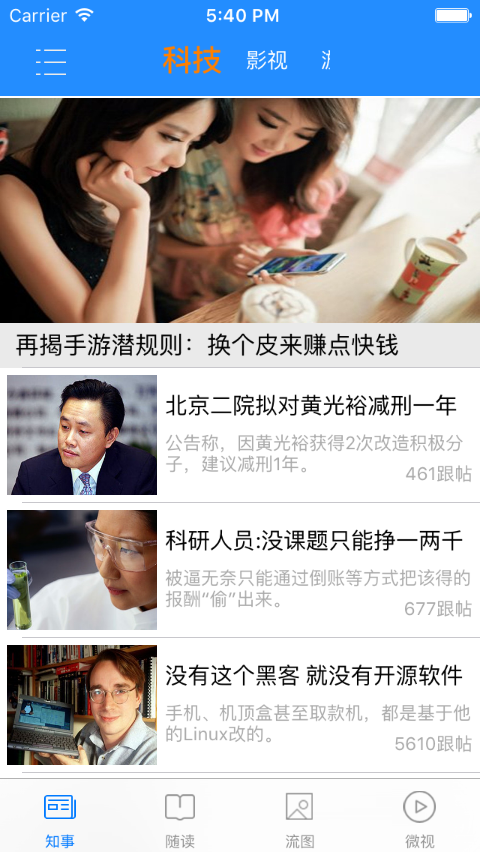 Carrier 5:40 PM
科技 影视
再揭手游潜规则：换个皮来赚点快钱
北京二院拟对黄光裕减刑一年
公告称，因黄光裕获得2次改造积极分
子，建议减刑1年。
461跟帖
科研人员:没课题只能挣一两千
被逼无奈只能通过倒账等方式把该得的
报酬“偷”出来。
677跟帖
没有这个黑客 就没有开源软件
手机、机顶盒甚至取款机，都是基于他
的Linux改的。
5610跟帖
知事 随读 流图 微视